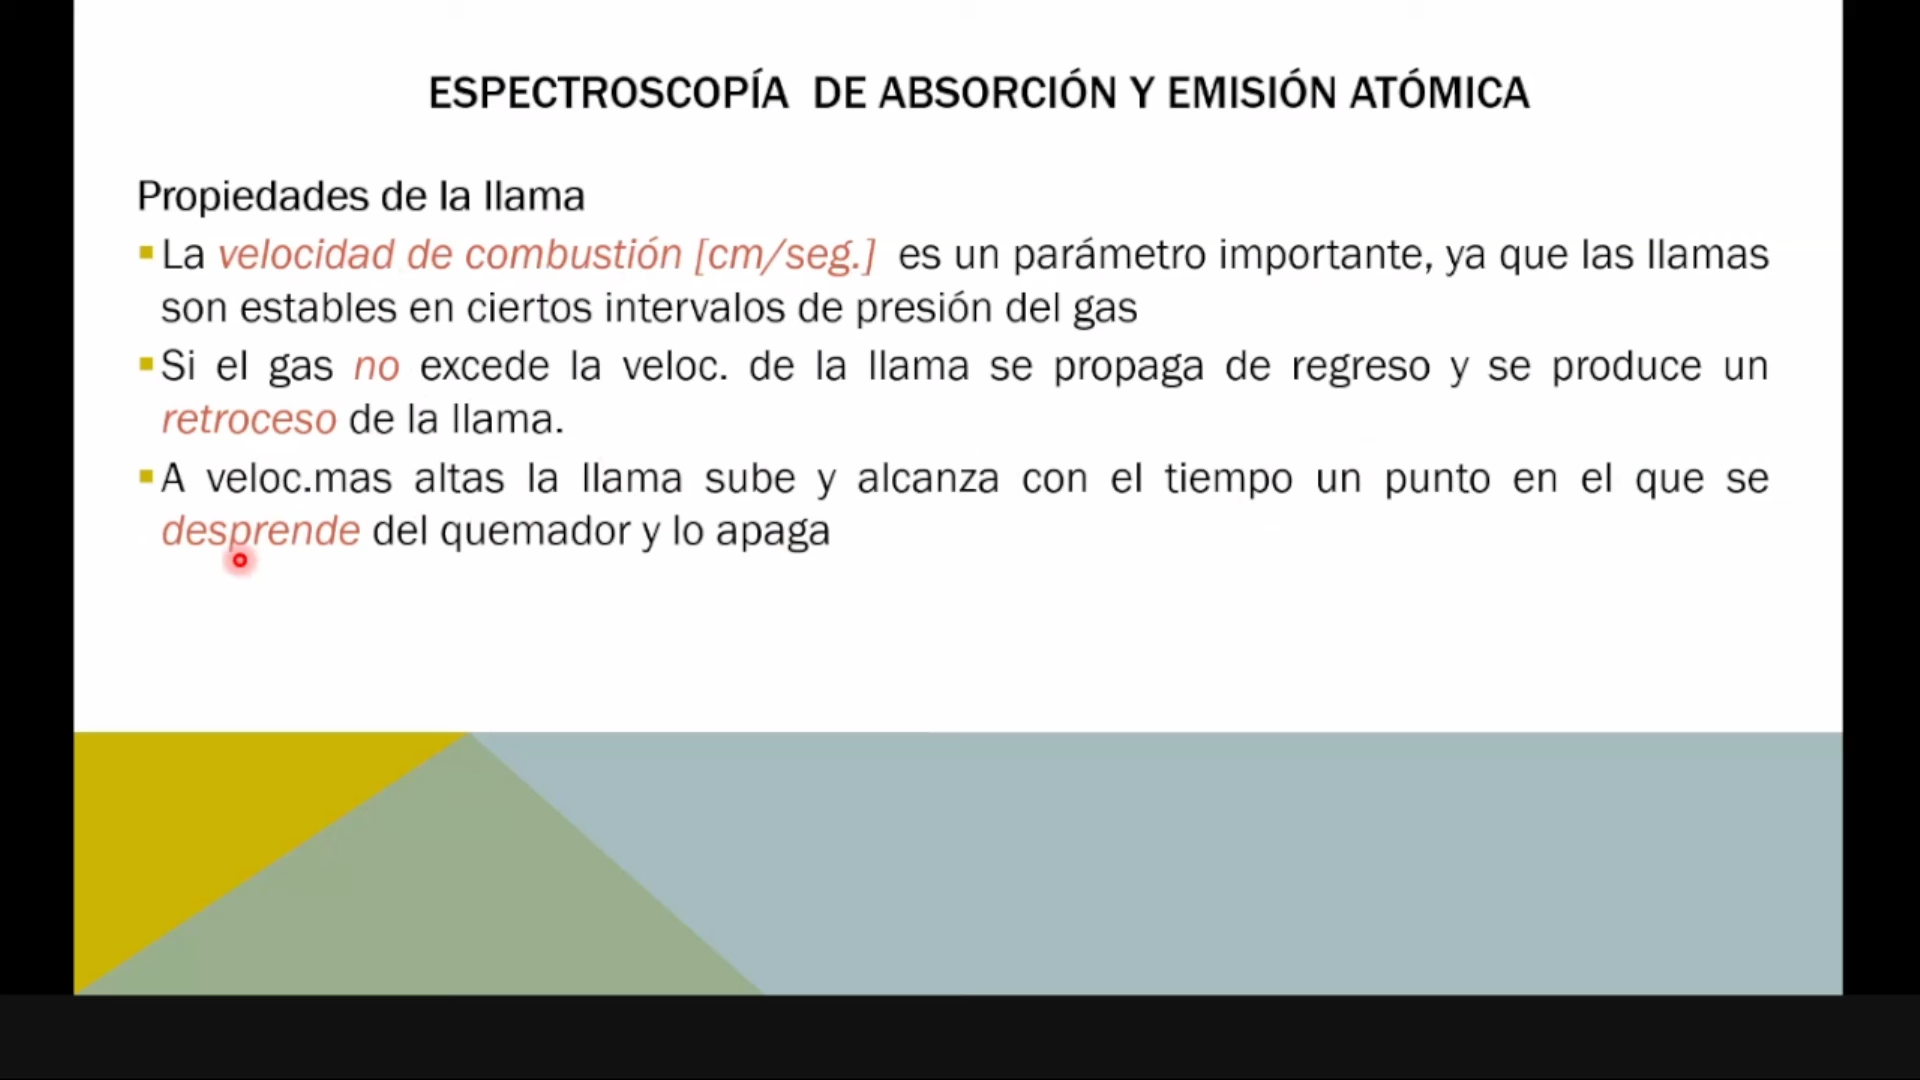 ESPECTROSCOPÍA DE ABSORCIÓN Y EMISIÓN ATÓMICA
Propiedades de la llama
▪La velocidad de combustión [cm/seg.] es un parámetro importante, ya que las llamas
son estables en ciertos intervalos de presión del gas
▪Si el gas no excede la veloc. de la llama se propaga de regreso y se produce un
retroceso de la llama.
▪A veloc.mas altas la llama sube y alcanza con el tiempo un punto en el que se
desprende del quemador y lo apaga